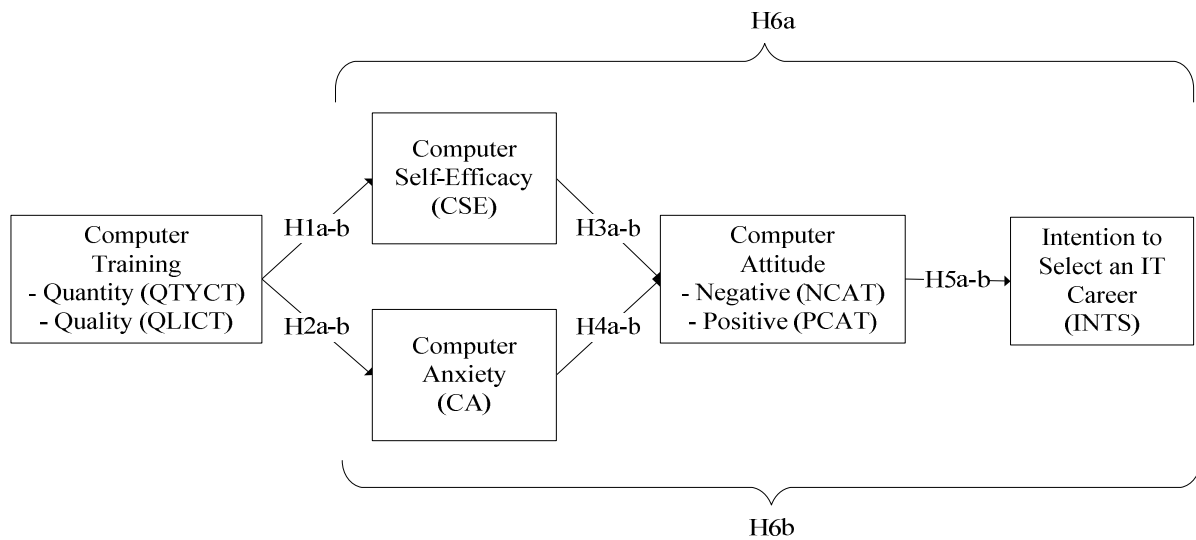 H6a
Computer
Self-Efficacy
(CSE)
H1a-b
H3a-b
Computer
Training
- Quantity (QTYCT)
- Quality (QLICT)
Computer
Attitude
- Negative (NCAT)
- Positive (PCAT)
H5a-b
Intention to
Select an IT
Career
(INTS)
H2a-b
H4a-b
Computer
Anxiety
(CA)
H6b